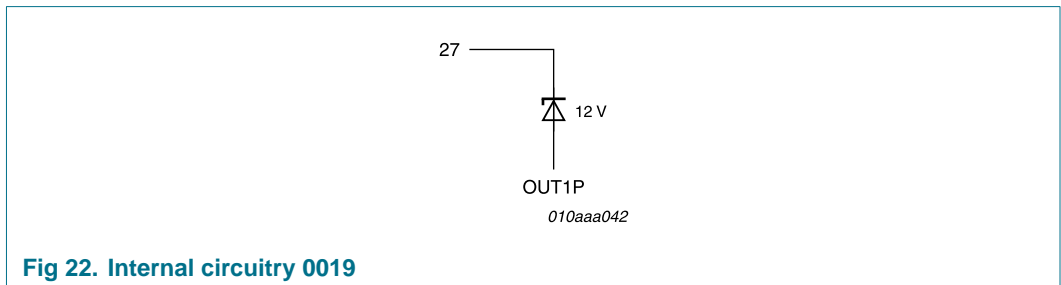 27
12 V
OUT1P
010aaa042
Fig 22. Internal circuitry 0019